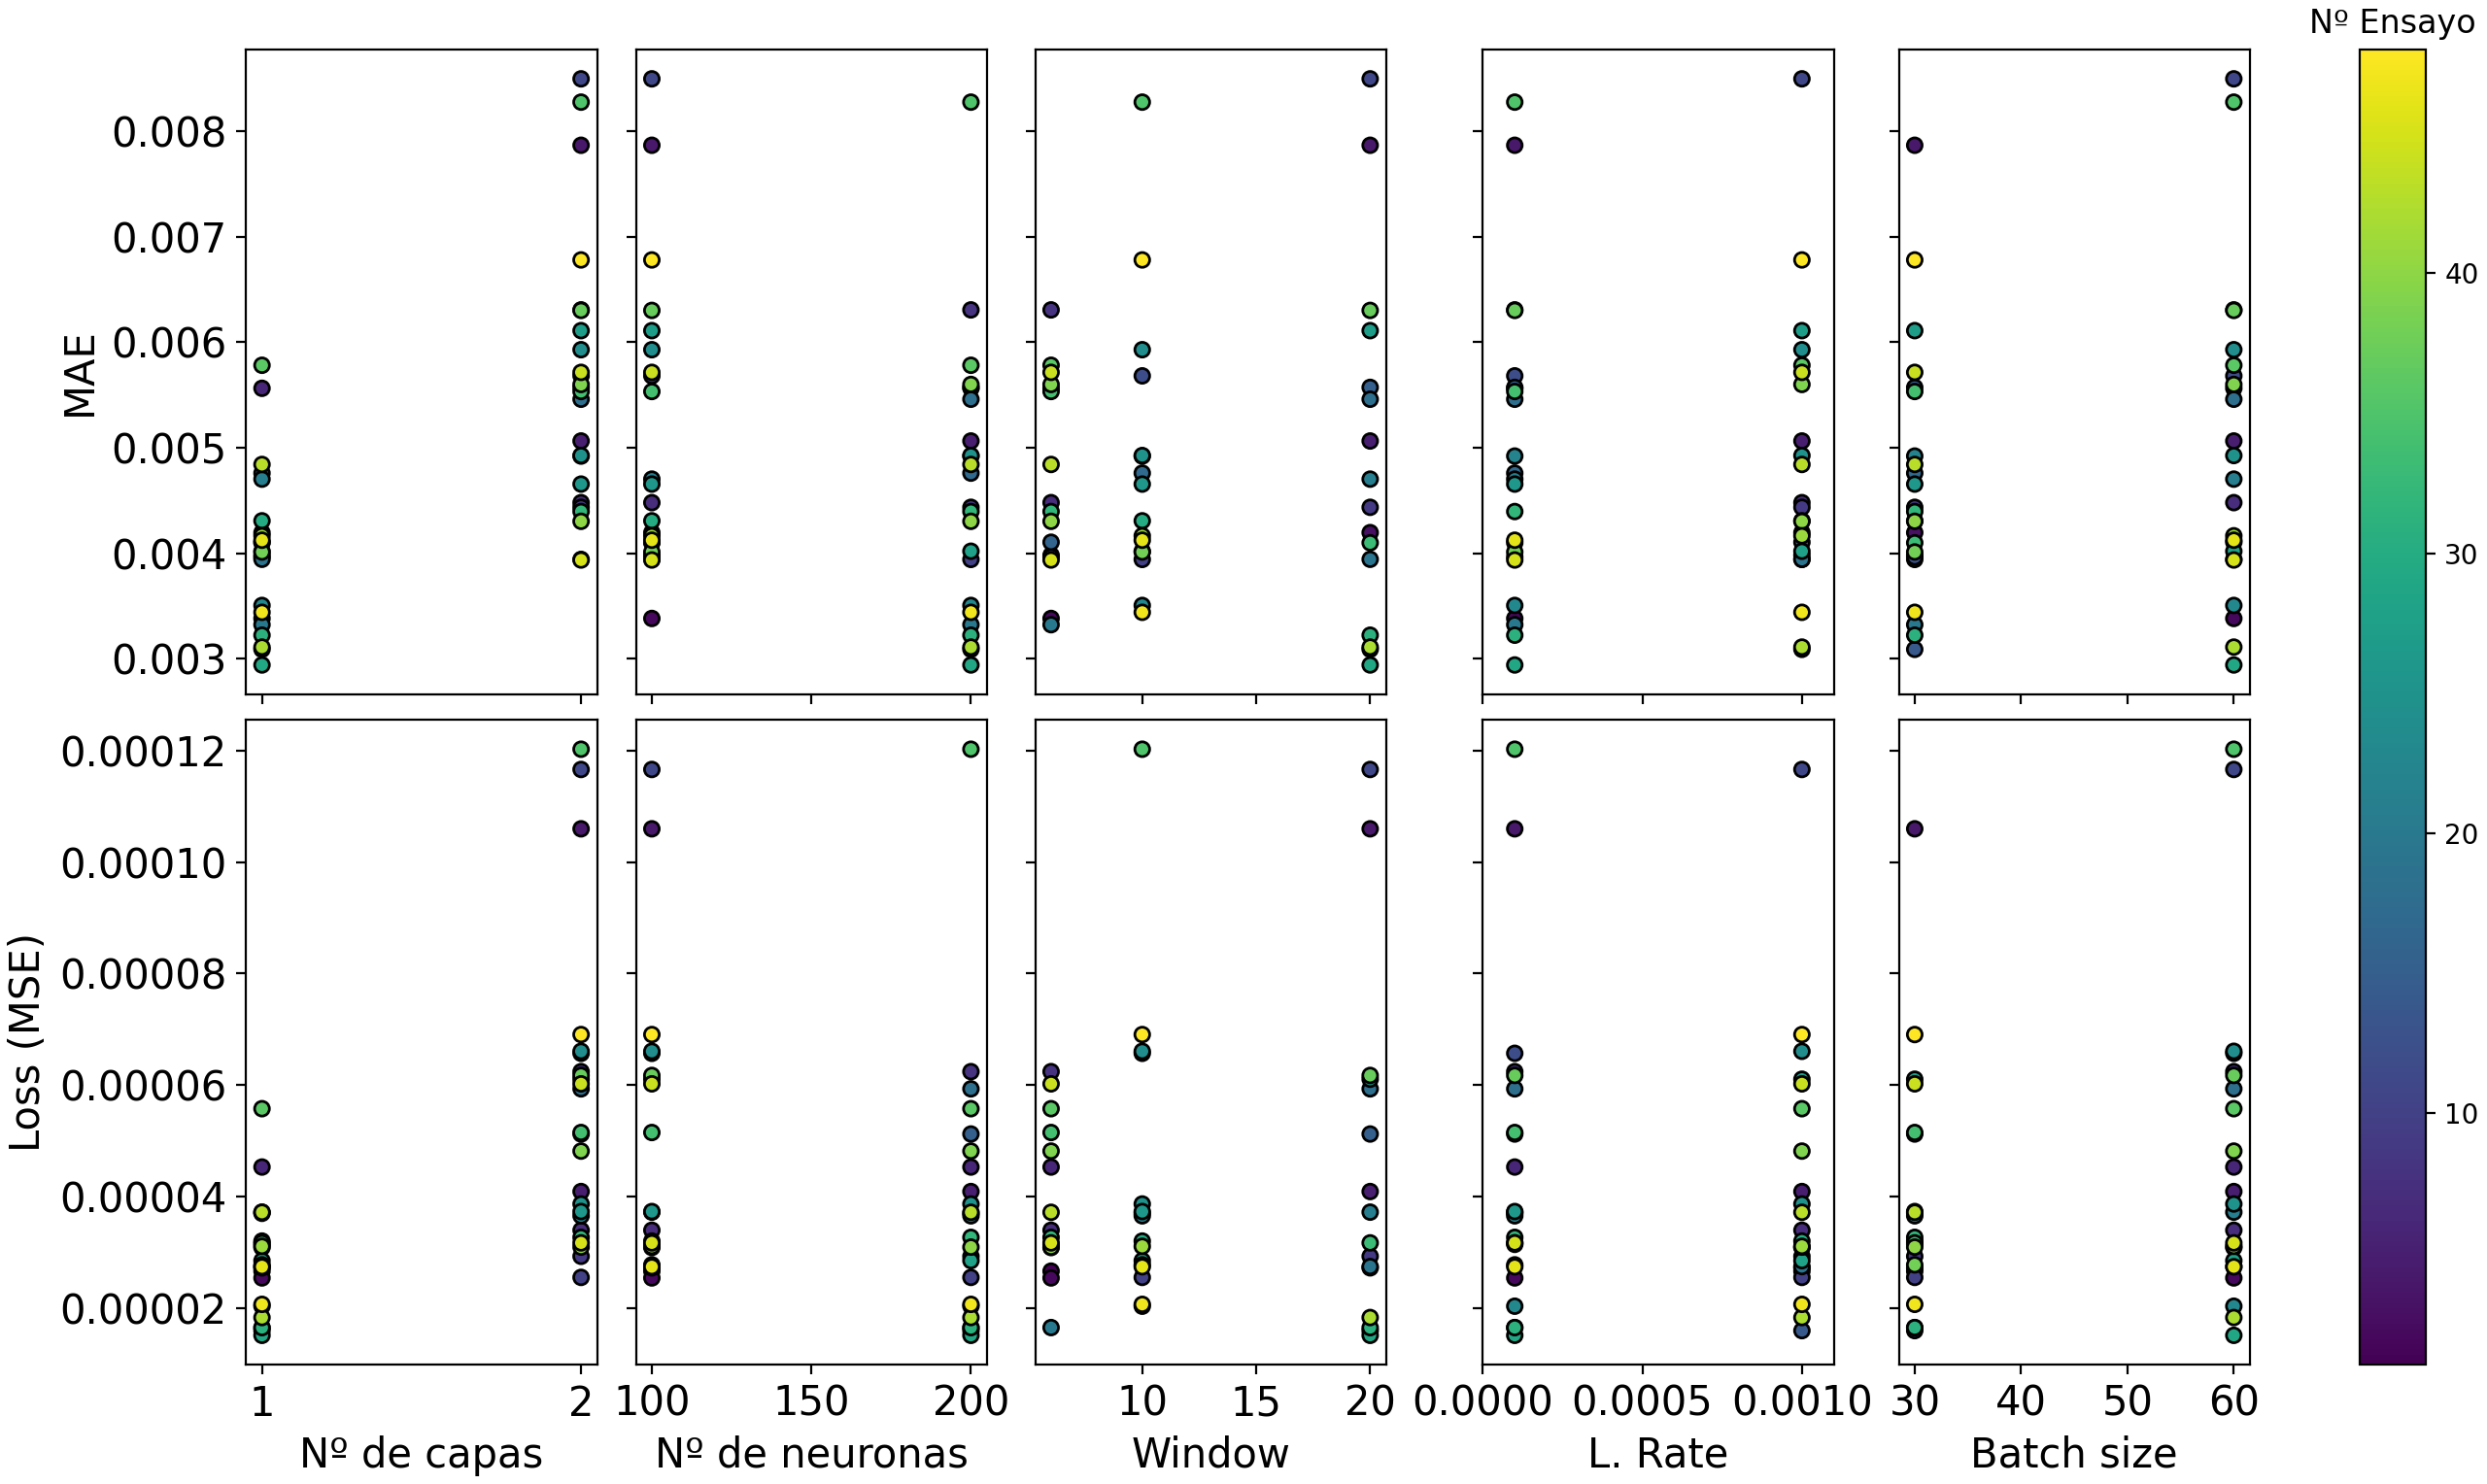 Nº Ensayo
MAE
0.008
0.007
0.006
0.005
0.004
0.003
Loss (MSE)
0.00012
0.00010
0.00008
0.00006
0.00004
0.00002
1 2
Nº de capas
100 150 200
Nº de neuronas
10 15 20
Window
0.0000 0.0005 0.0010
L. Rate
30 40 50 60
Batch size
40
30
20
10